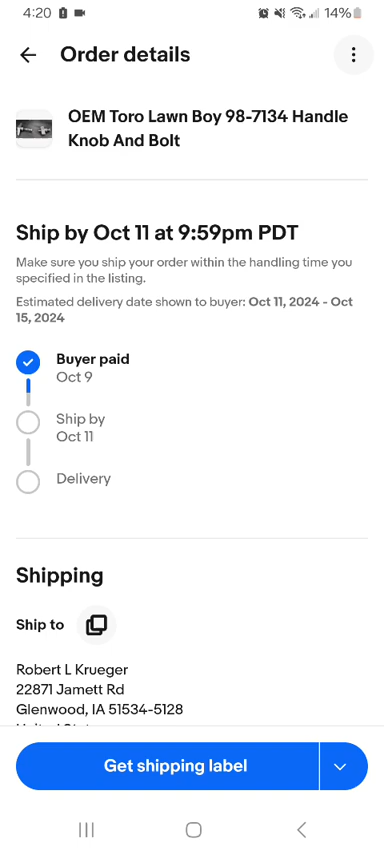 4:20 14%
Order details
OEM Toro Lawn Boy 98-7134 Handle
Knob And Bolt
Ship by Oct 11 at 9:59pm PDT
Make sure you ship your order within the handling time you
specified in the listing.
Estimated delivery date shown to buyer: Oct 11, 2024 - Oct
15, 2024
Buyer paid
Oct 9
Ship by
Oct 11
Delivery
Shipping
Ship to
Robert L Krueger
22871 Jamett Rd
Glenwood, IA 51534-5128
Get shipping label